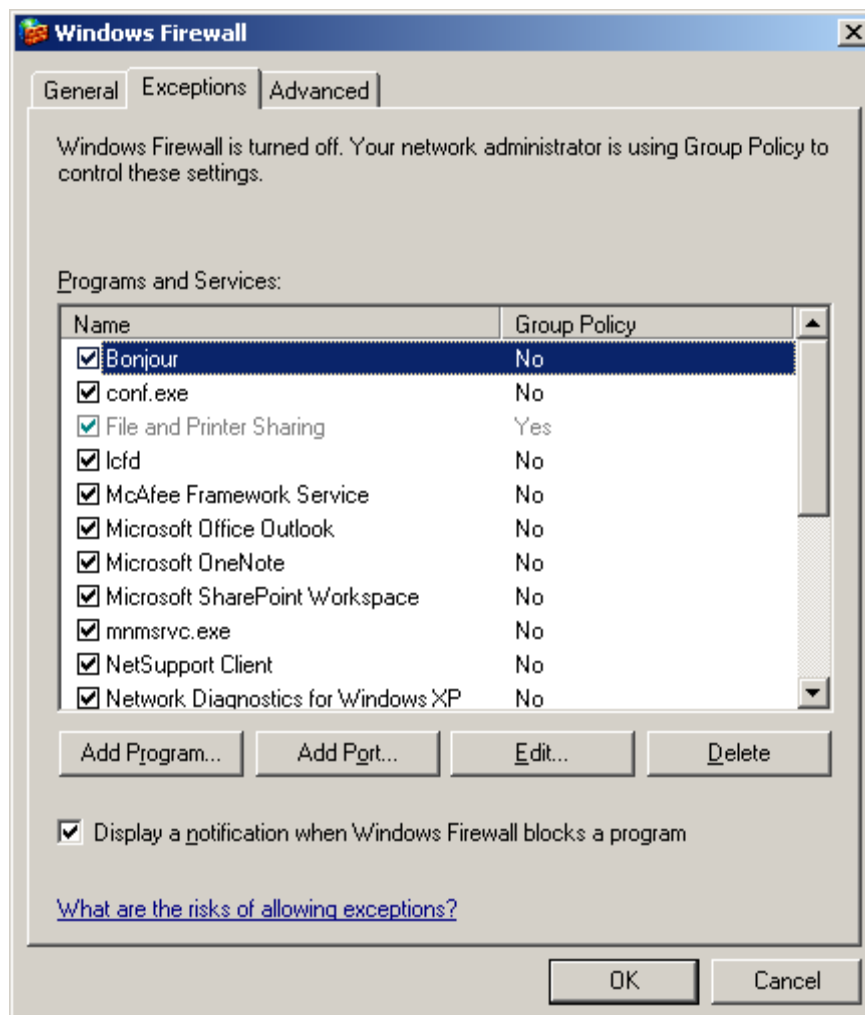 Windows Firewall
General Exceptions Advanced
Windows Firewall is turned off. Your network administrator is using Group Policy to
control these settings.
Programs and Services:
Name Group Policy
Bonjour No
conf.exe No
File and Printer Sharing Yes
lcfd No
McAfee Framework Service No
Microsoft Office Outlook No
Microsoft OneNote No
Microsoft SharePoint Workspace No
mnmsrvc.exe No
NetSupport Client No
Network Diagnostics for Windows XP No
Add Program... Add Port... Edit... Delete
Display a notification when Windows Firewall blocks a program
What are the risks of allowing exceptions?
OK Cancel